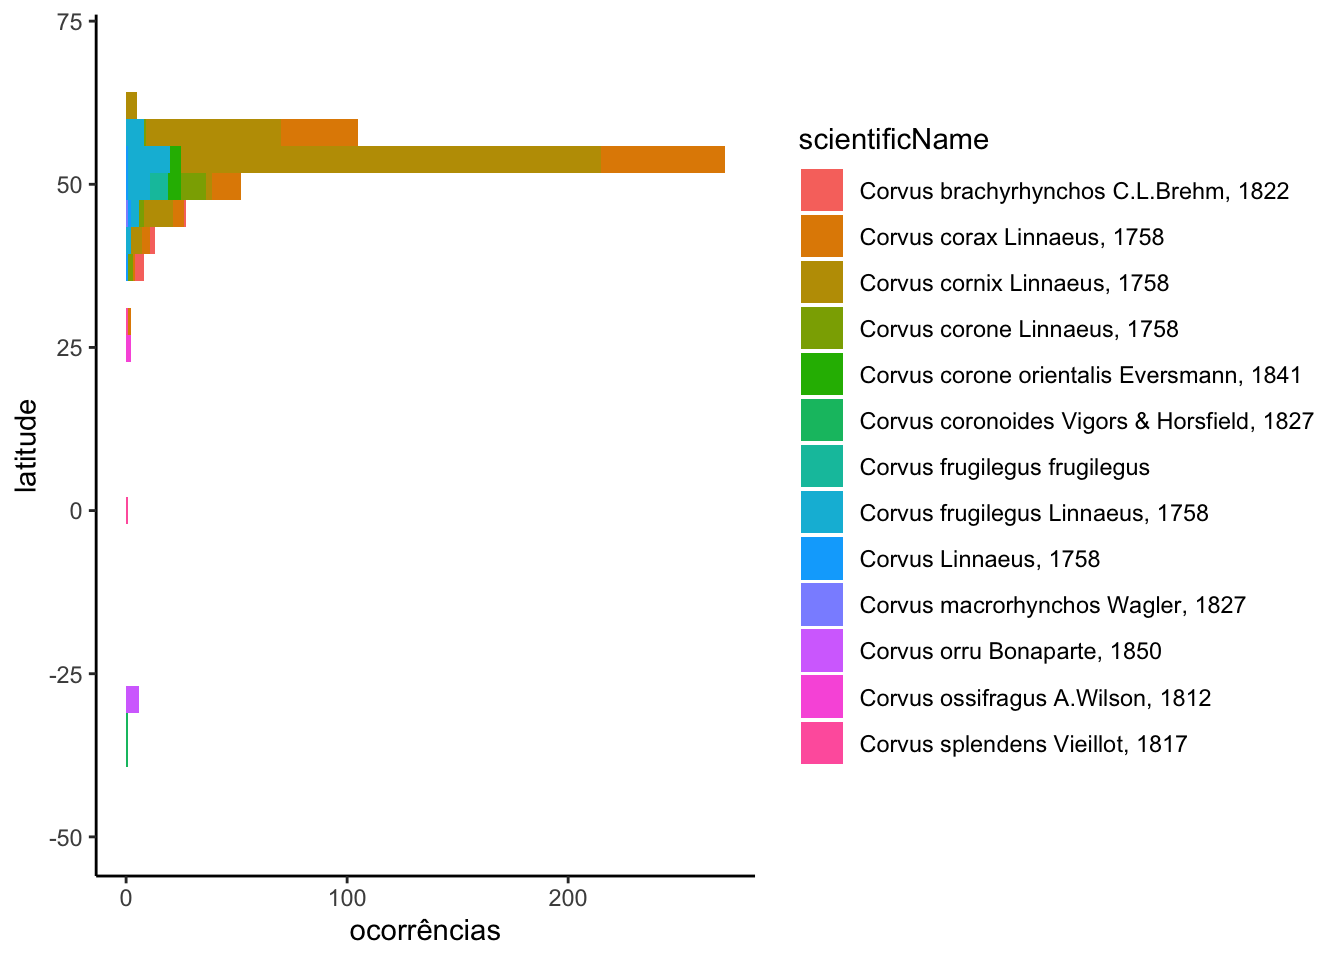 75
50
25
0
-25
-50
latitude
0
100
200
ocorrências
scientificName
Corvus brachyrhynchos C.L.Brehm, 1822
Corvus corax Linnaeus, 1758
Corvus cornix Linnaeus, 1758
Corvus corone Linnaeus, 1758
Corvus corone orientalis Eversmann, 1841
Corvus coronoides Vigors & Horsfield, 1827
Corvus frugilegus frugilegus
Corvus frugilegus Linnaeus, 1758
Corvus Linnaeus, 1758
Corvus macrorhynchos Wagler, 1827
Corvus orru Bonaparte, 1850
Corvus ossifragus A.Wilson, 1812
Corvus splendens Vieillot, 1817